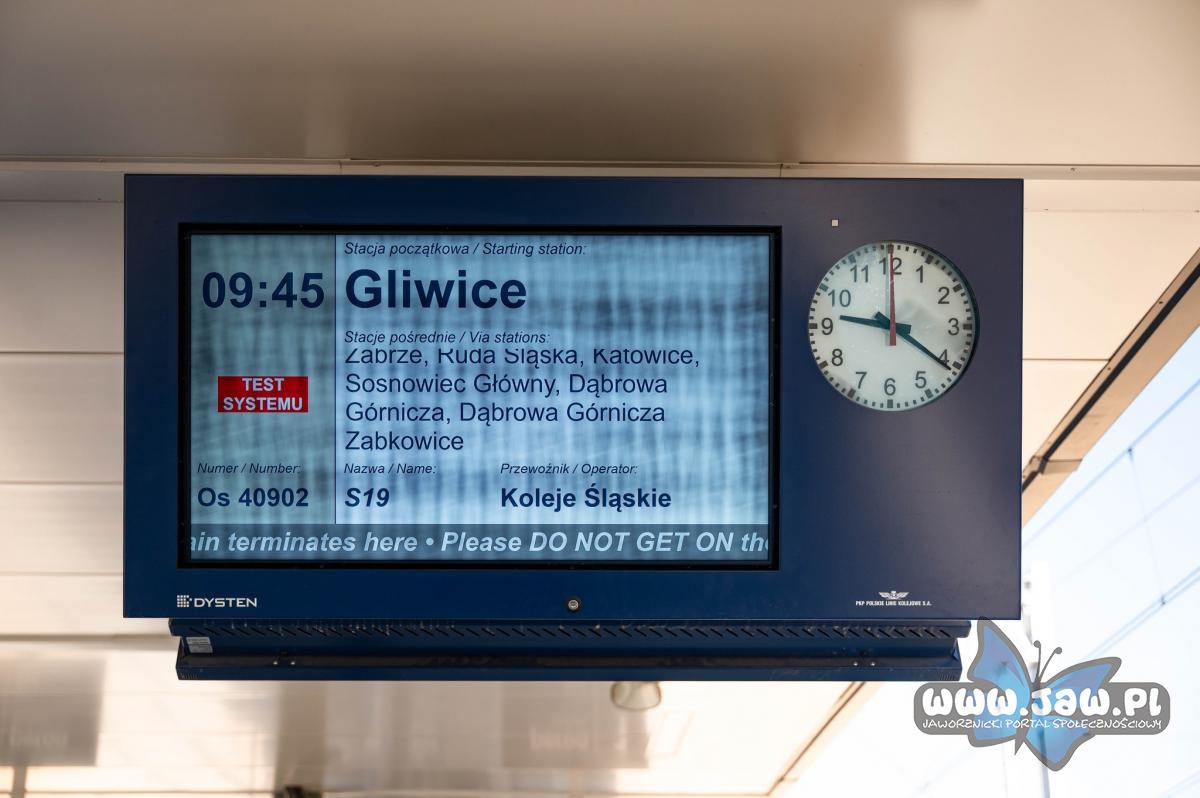 Stacja początkowa / Starting station:
09:45 Gliwice
Stacje pośrednie / Via stations:
Zabrze, Ruda Śląska, Katowice,
Sosnowiec Główny, Dąbrowa
Górnicza, Dąbrowa Górnicza
Ząbkowice
TEST
SYSTEMU
Numer / Number: Nazwa / Name: Przewoźnik / Operator:
Os 40902 S19 Koleje Śląskie
ain terminates here • Please DO NOT GET ON the
12
1
2
3
4
5
6
7
8
9
10
11
DYSTEN
PKP POLSKIE LINIE KOLEJOWE S.A.
www.JAW.PL
JAWORZNICKI PORTAL SPOŁECZNOŚCIOWY